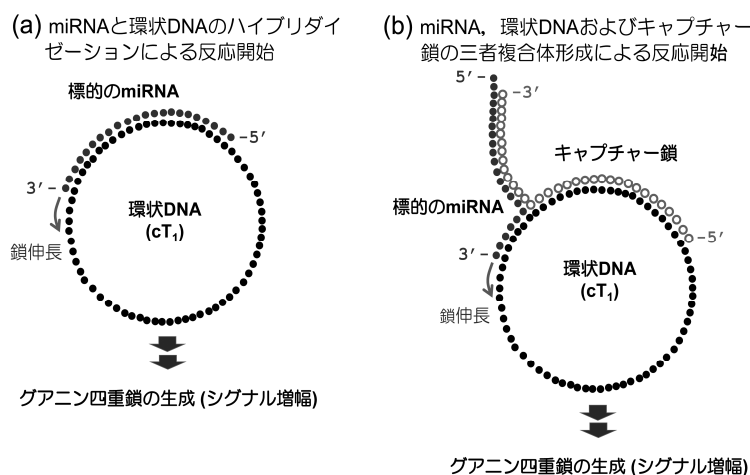 (a) miRNAと環状DNAのハイブリダイ
ゼーションによる反応開始
標的のmiRNA
5′
3′
環状DNA
(cT₁)
鎖伸長
グアニン四重鎖の生成 (シグナル増幅)
(b) miRNA，環状DNAおよびキャプチャー
鎖の三者複合体形成による反応開始
5′
3′
キャプチャー鎖
標的のmiRNA
5′
3′
環状DNA
(cT₁)
鎖伸長
グアニン四重鎖の生成 (シグナル増幅)